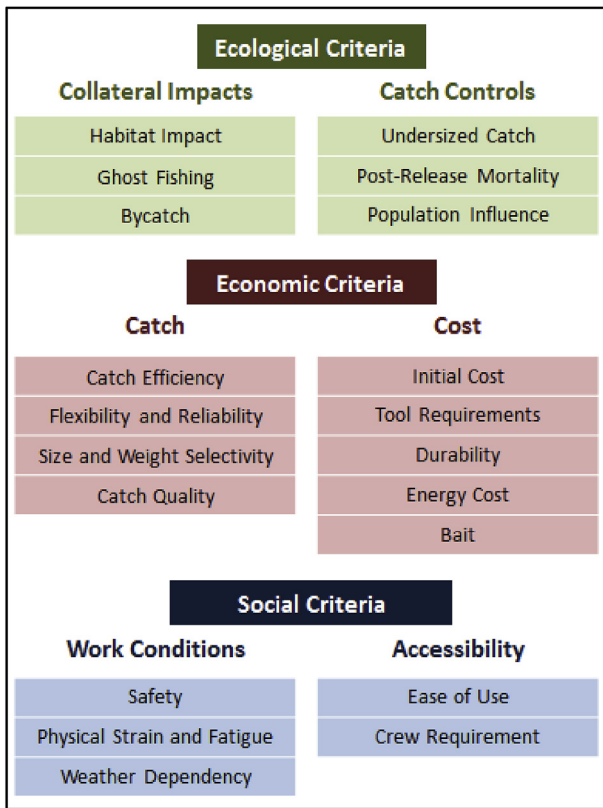 Ecological Criteria
Collateral Impacts
Habitat Impact
Ghost Fishing
Bycatch
Catch Controls
Undersized Catch
Post-Release Mortality
Population Influence
Economic Criteria
Catch
Catch Efficiency
Flexibility and Reliability
Size and Weight Selectivity
Catch Quality
Cost
Initial Cost
Tool Requirements
Durability
Energy Cost
Bait
Social Criteria
Work Conditions
Safety
Physical Strain and Fatigue
Weather Dependency
Accessibility
Ease of Use
Crew Requirement